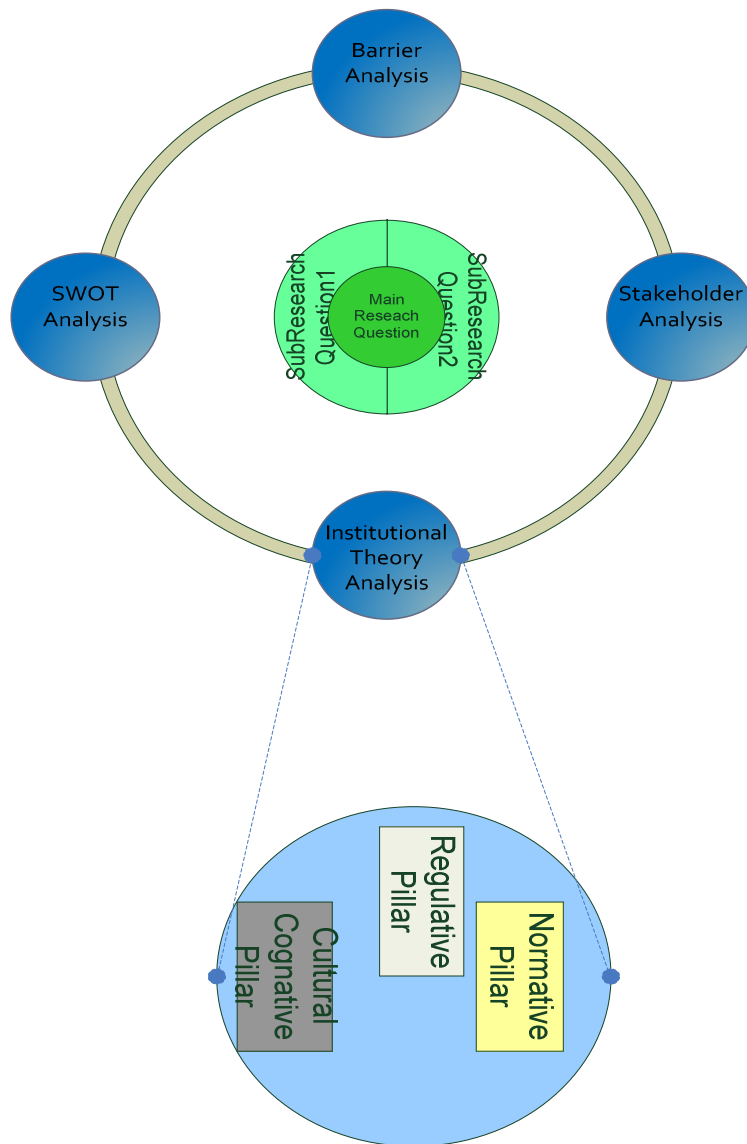 Barrier
Analysis
SWOT
Analysis
SubResearch
Question1
Main
Reseach
Question
SubResearch
Question2
Stakeholder
Analysis
Institutional
Theory
Analysis
Regulative
Pillar
Cultural
Cognative
Pillar
Normative
Pillar